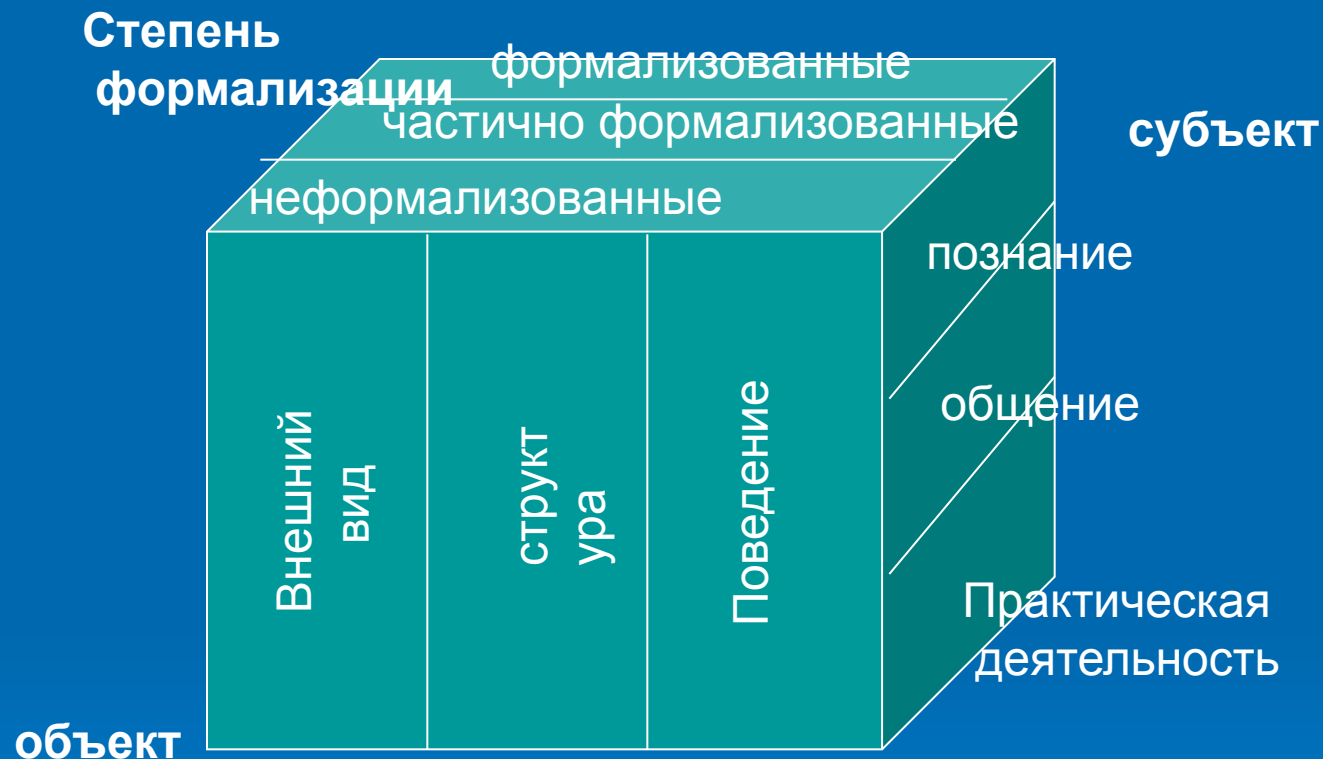 Степень
формализации
формализованные
частично формализованные
неформализованные
субъект
познание
общение
Практическая
деятельность
Внешний
вид
структ
ура
Поведение
объект